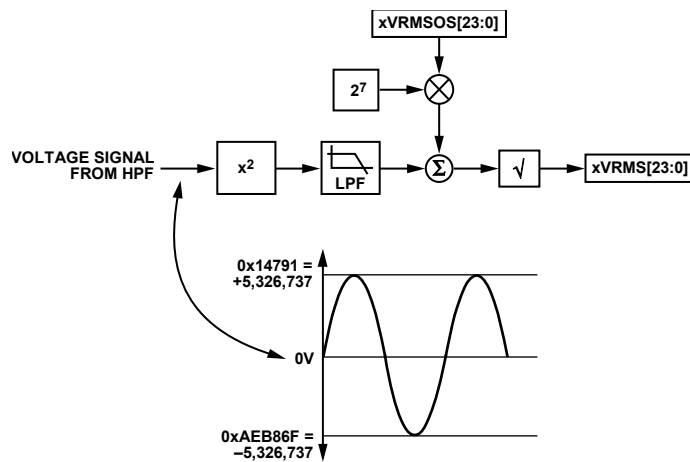 xVRMSOS[23:0]
2⁷
VOLTAGE SIGNAL
FROM HPF
x²
LPF
Σ
√
xVRMS[23:0]
0x14791 =
+5,326,737
0V
0xAEB86F =
–5,326,737